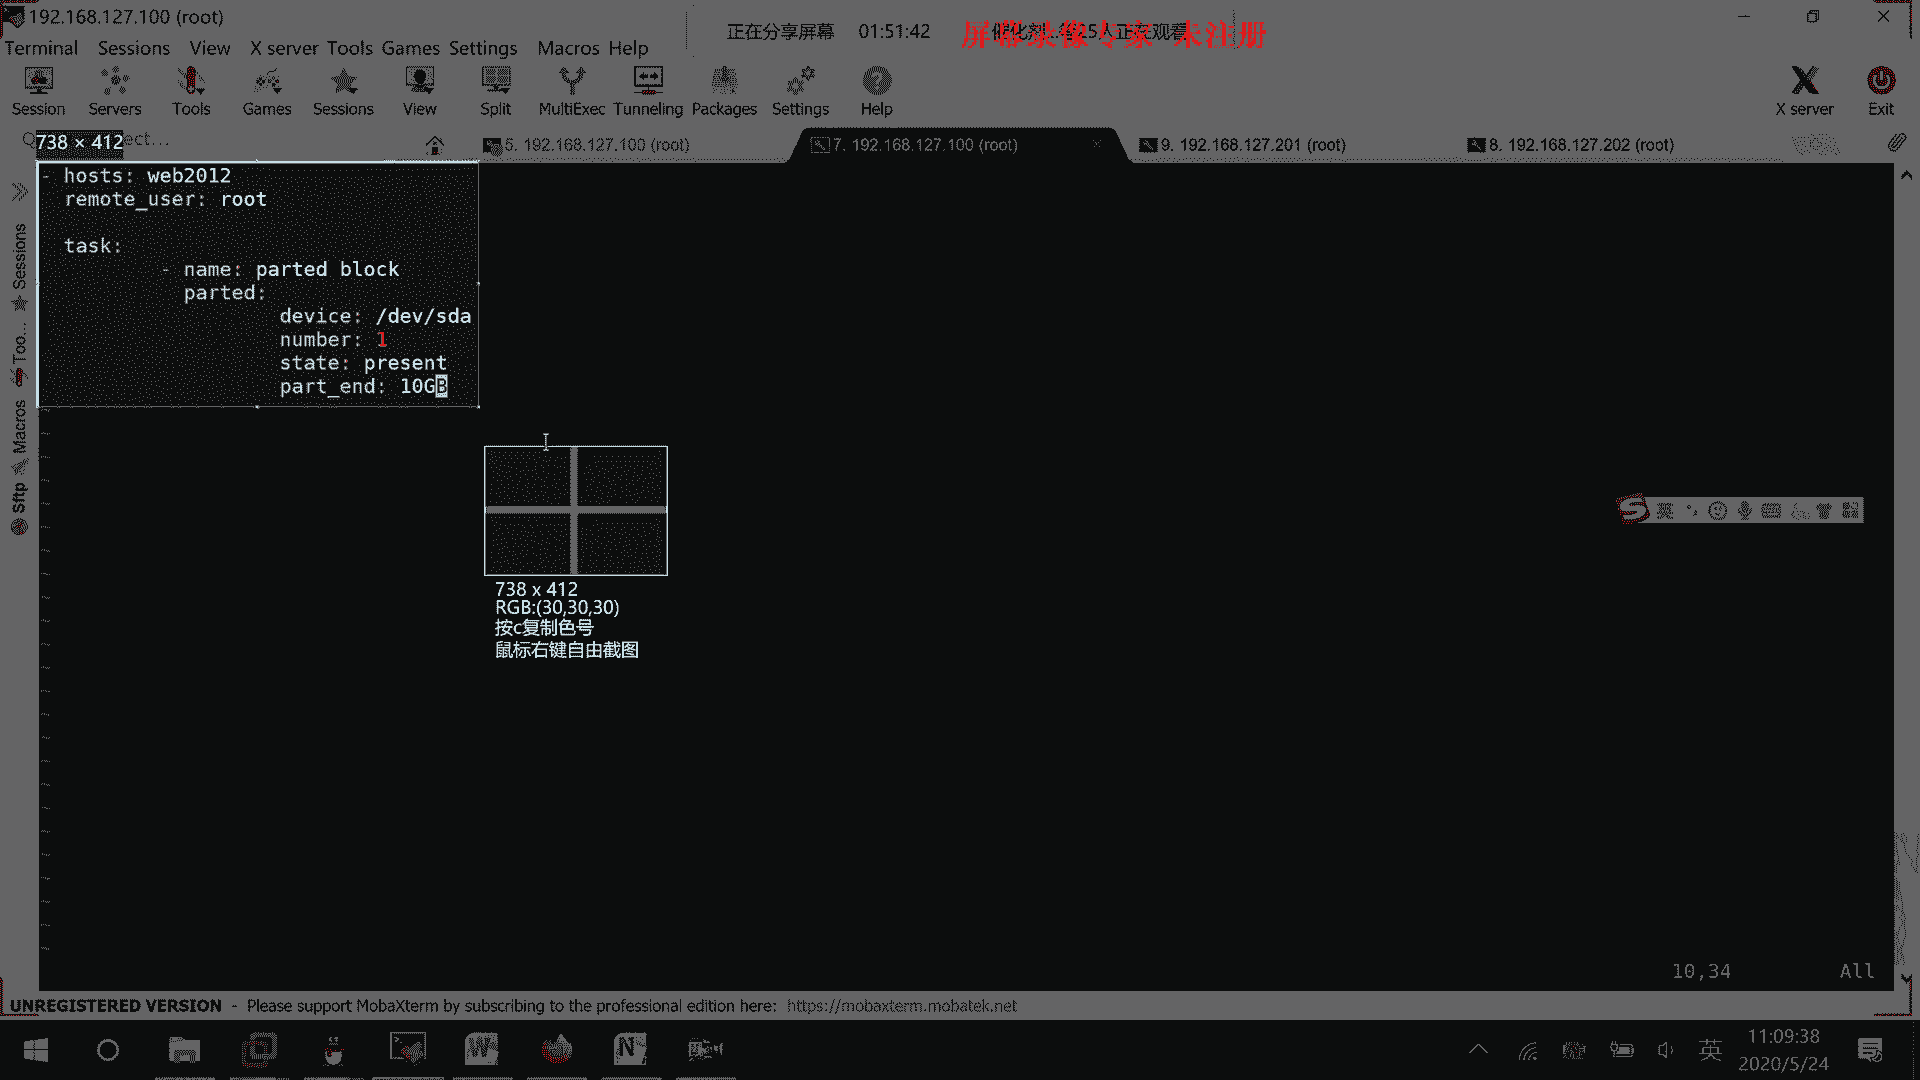 192.168.127.100 (root)
正在分享屏幕 01:51:42
屏幕录像专家 未注册
Terminal Sessions View X server Tools Games Settings Macros Help
Session Servers Tools Games Sessions View Split MultiExec Tunneling Packages Settings Help X server Exit
738 × 412
5. 192.168.127.100 (root)
7. 192.168.127.100 (root)
9. 192.168.127.201 (root)
8. 192.168.127.202 (root)
- hosts: web2012
remote_user: root
task:
- name: parted block
parted:
device: /dev/sda
number: 1
state: present
part_end: 10GB
Sessions
Too...
Macros
Sftp
738 x 412
RGB:(30,30,30)
按c复制色号
鼠标右键自由截图
英
10,34 All
UNREGISTERED VERSION - Please support MobaXterm by subscribing to the professional edition here: https://mobaxterm.mobatek.net
英
11:09:38
2020/5/24